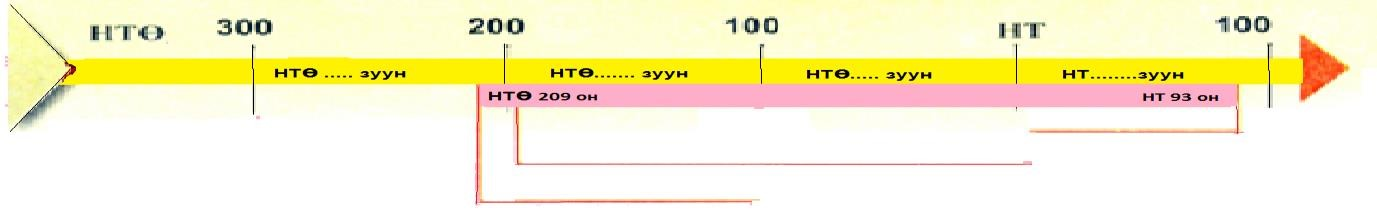 НТӨ 300 200 100 НТ 100
НТӨ ..... зуун НТӨ....... зуун НТӨ..... зуун НТ........зуун
НТӨ 209 он НТ 93 он